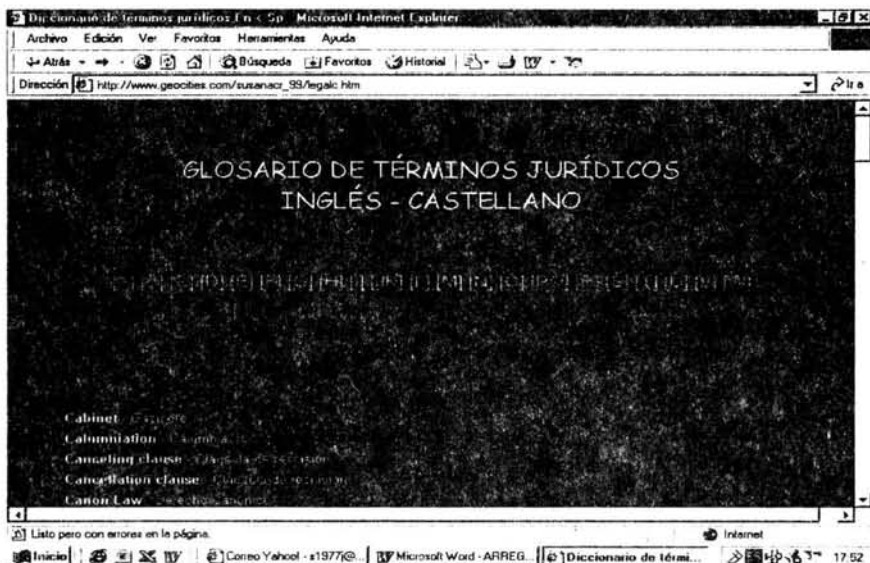 Diccionario de términos jurídicos En < Sp Microsoft Internet Explorer
Archivo Edición Ver Favoritos Herramientas Ayuda
Atrás Búsqueda Favoritos Historial
Dirección http://www.geocities.com/susanacr_99/legalc.htm Ir a
GLOSARIO DE TÉRMINOS JURÍDICOS
INGLÉS - CASTELLANO
Cabinet
Calumniation
Canceling clause
Cancellation clause
Canon Law
Listo pero con errores en la página. Internet
Inicio Correo Yahoo! - s1977j@... Microsoft Word - ARREG... Diccionario de térmi... 17:52